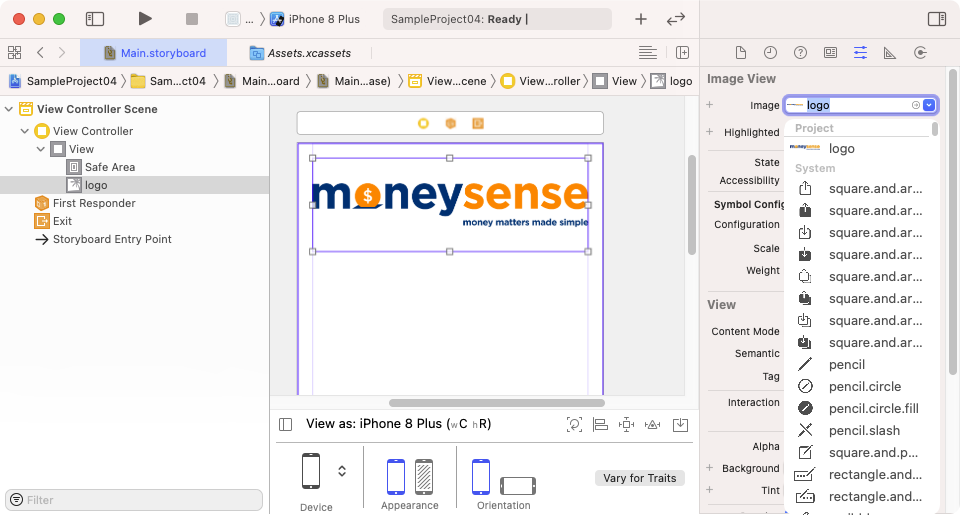 ... iPhone 8 Plus SampleProject04: Ready |
Main.storyboard Assets.xcassets
SampleProject04 Sam...ct04 Main...oard Main...ase) View...cene View...roller View logo
View Controller Scene
View Controller
View
Safe Area
logo
First Responder
Exit
Storyboard Entry Point
Filter
moneysense
money matters made simple
View as: iPhone 8 Plus (wC hR)
Device
Appearance
Orientation
Vary for Traits
Image View
Image logo
Highlighted
State
Accessibility
Symbol Config
Configuration
Scale
Weight
View
Content Mode
Semantic
Tag
Interaction
Alpha
Background
Tint
Project
logo
System
square.and.ar...
square.and.ar...
square.and.ar...
square.and.ar...
square.and.ar...
square.and.ar...
square.and.ar...
square.and.ar...
pencil
pencil.circle
pencil.circle.fill
pencil.slash
square.and.p...
rectangle.and...
rectangle.and...